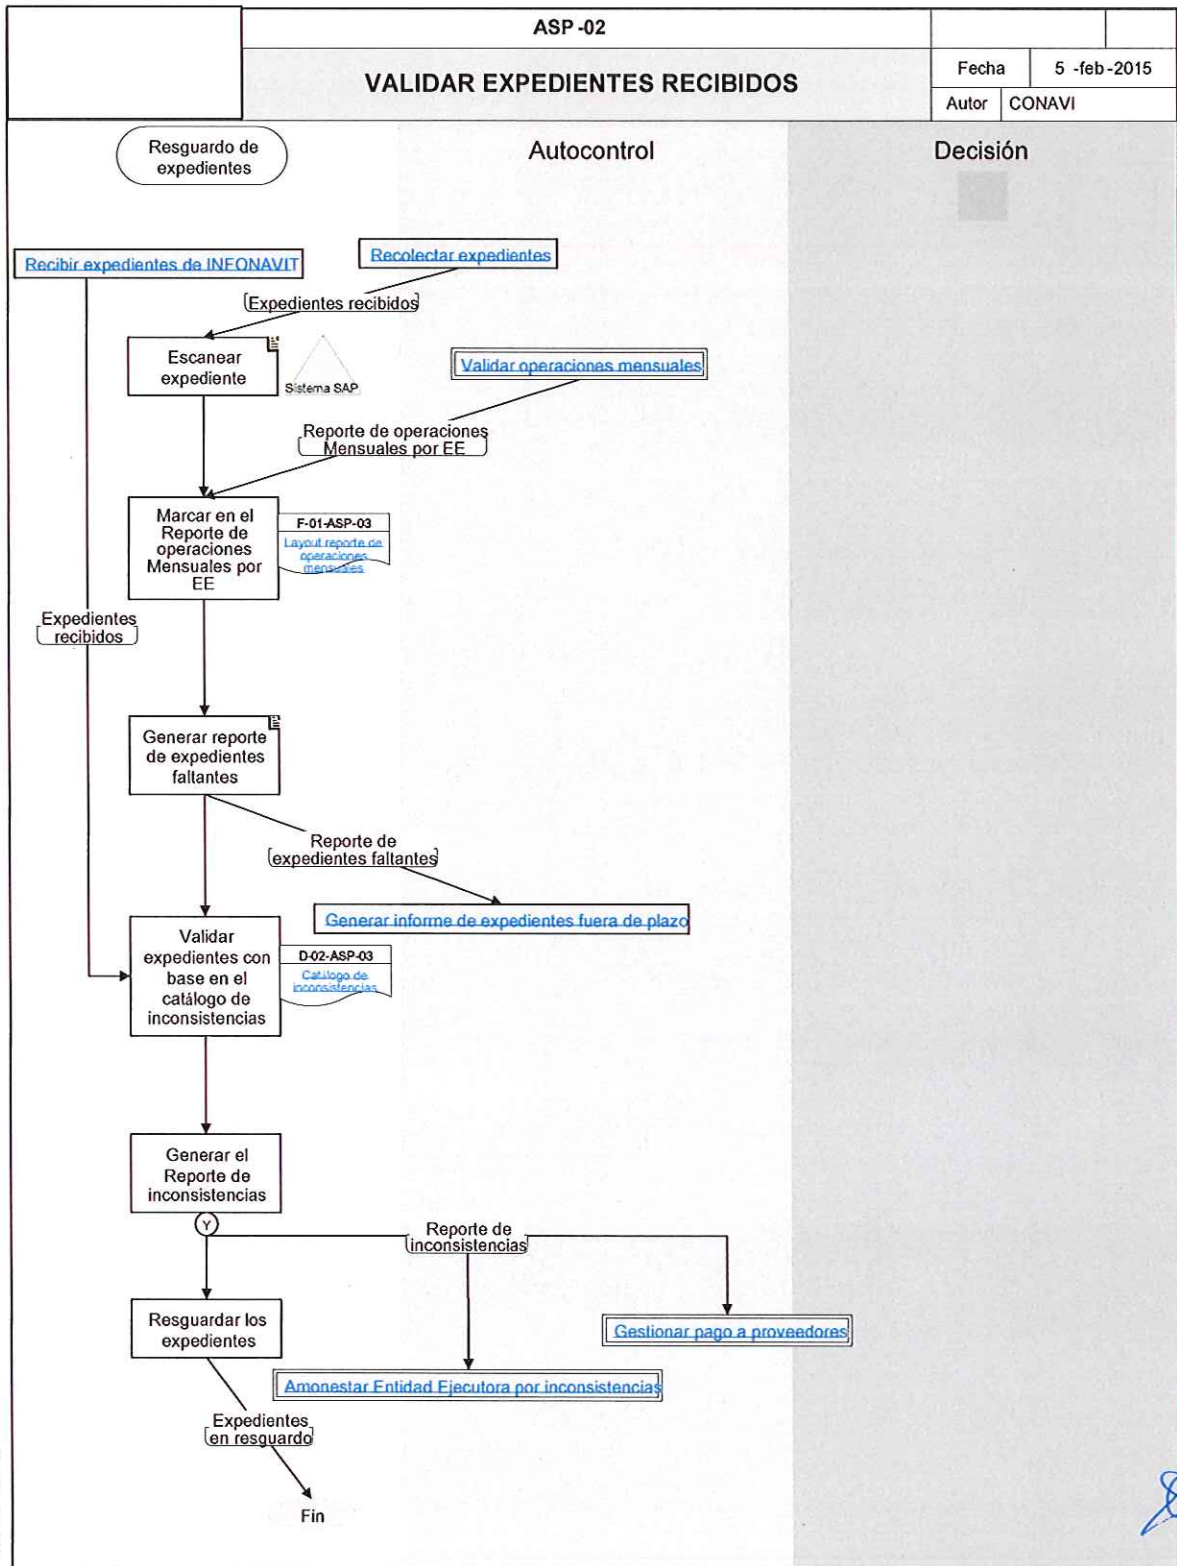 ASP -02
VALIDAR EXPEDIENTES RECIBIDOS
Fecha
5 -feb -2015
Autor
CONAVI
Resguardo de
expedientes
Autocontrol
Decisión
Recibir expedientes de INFONAVIT
Recolectar expedientes
Expedientes recibidos
Escanear
expediente
Sistema SAP
Validar operaciones mensuales
Reporte de operaciones
Mensuales por EE
Marcar en el
Reporte de
operaciones
Mensuales por
EE
F-01-ASP-03
Layout reporte de
operaciones
mensuales
Expedientes
recibidos
Generar reporte
de expedientes
faltantes
Reporte de
expedientes faltantes
Generar informe de expedientes fuera de plazo
Validar
expedientes con
base en el
catálogo de
inconsistencias
D-02-ASP-03
Catálogo de
inconsistencias
Generar el
Reporte de
inconsistencias
Y
Reporte de
inconsistencias
Resguardar los
expedientes
Gestionar pago a proveedores
Amonestar Entidad Ejecutora por inconsistencias
Expedientes
en resguardo
Fin